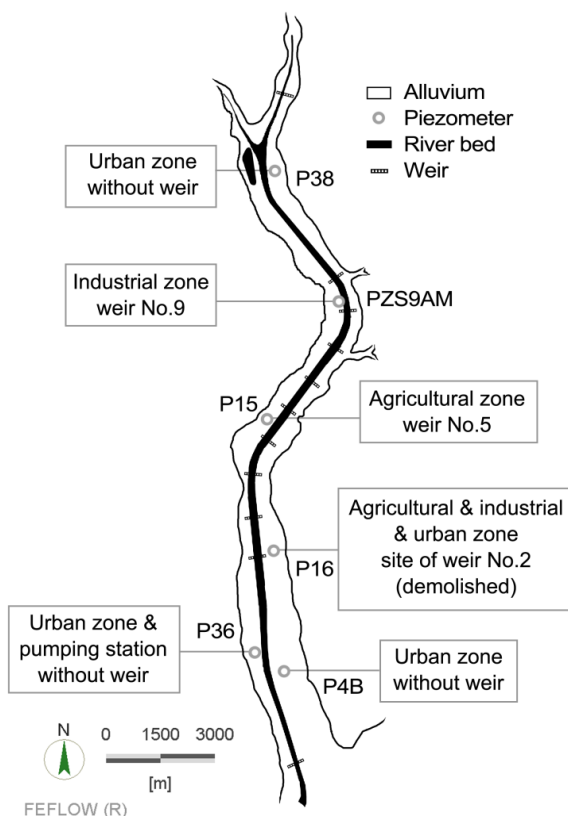 Alluvium
Piezometer
River bed
Weir
Urban zone
without weir
P38
Industrial zone
weir No.9
PZS9AM
P15
Agricultural zone
weir No.5
Agricultural & industrial
& urban zone
site of weir No.2
(demolished)
P16
Urban zone &
pumping station
without weir
P36
Urban zone
without weir
P4B
N
0 1500 3000
[m]
FEFLOW (R)